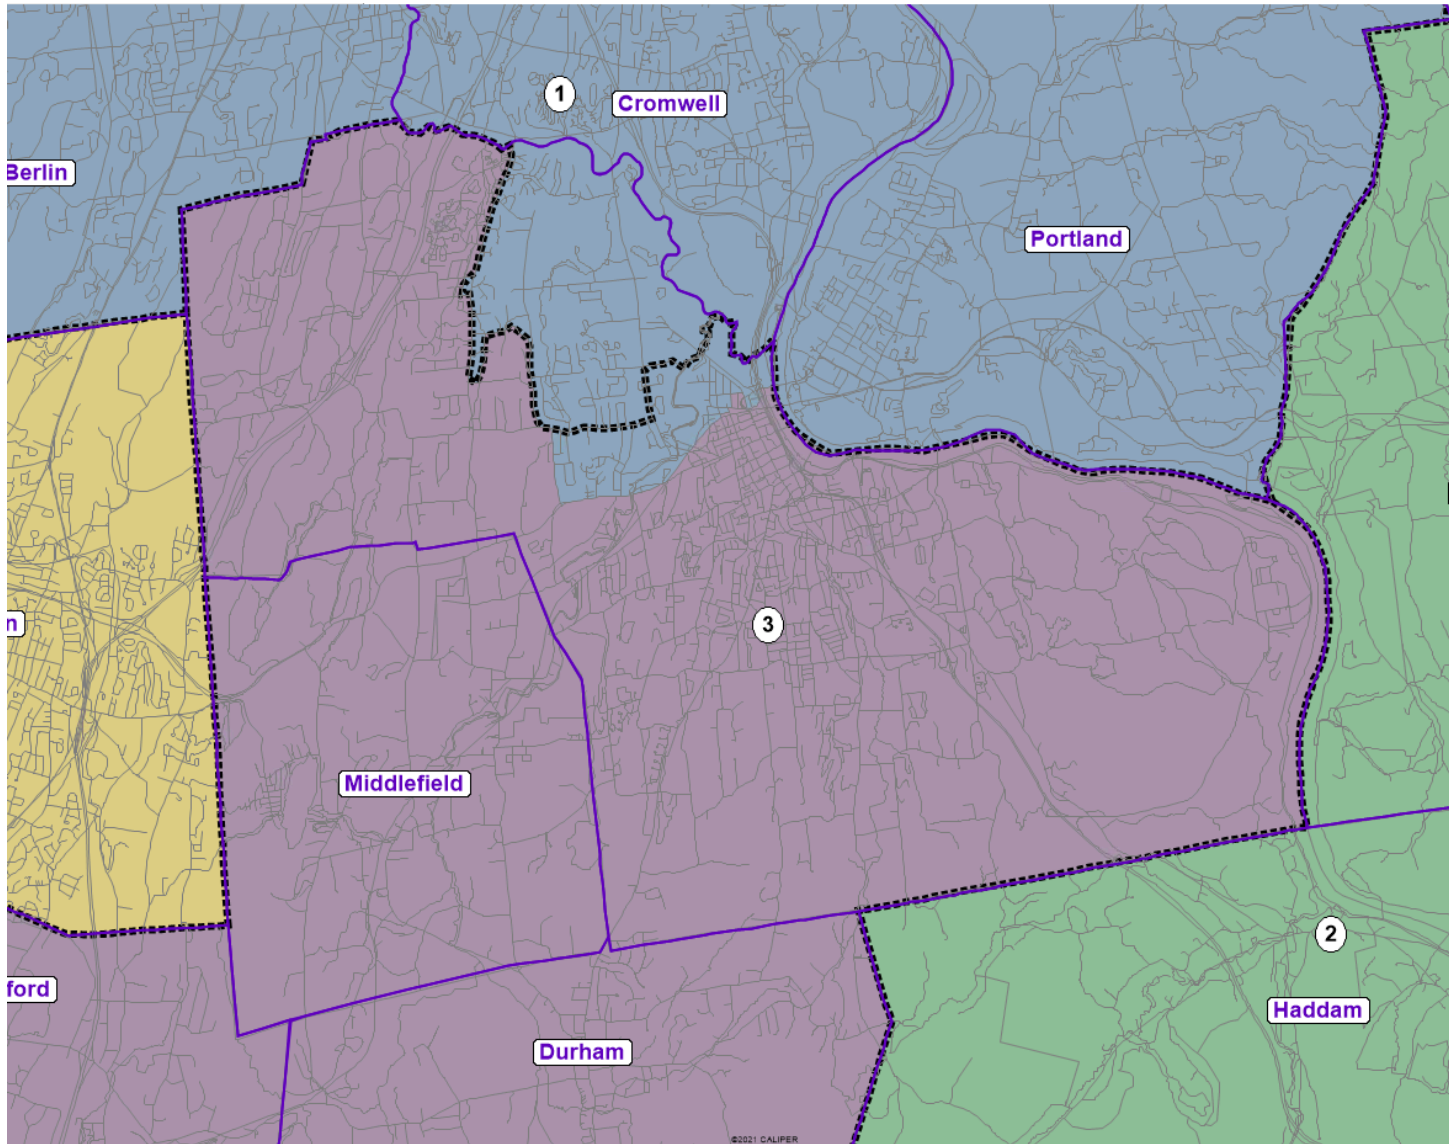 1
Cromwell
Berlin
Portland
n
3
Middlefield
2
ford
Haddam
Durham
©2021 CALIPER